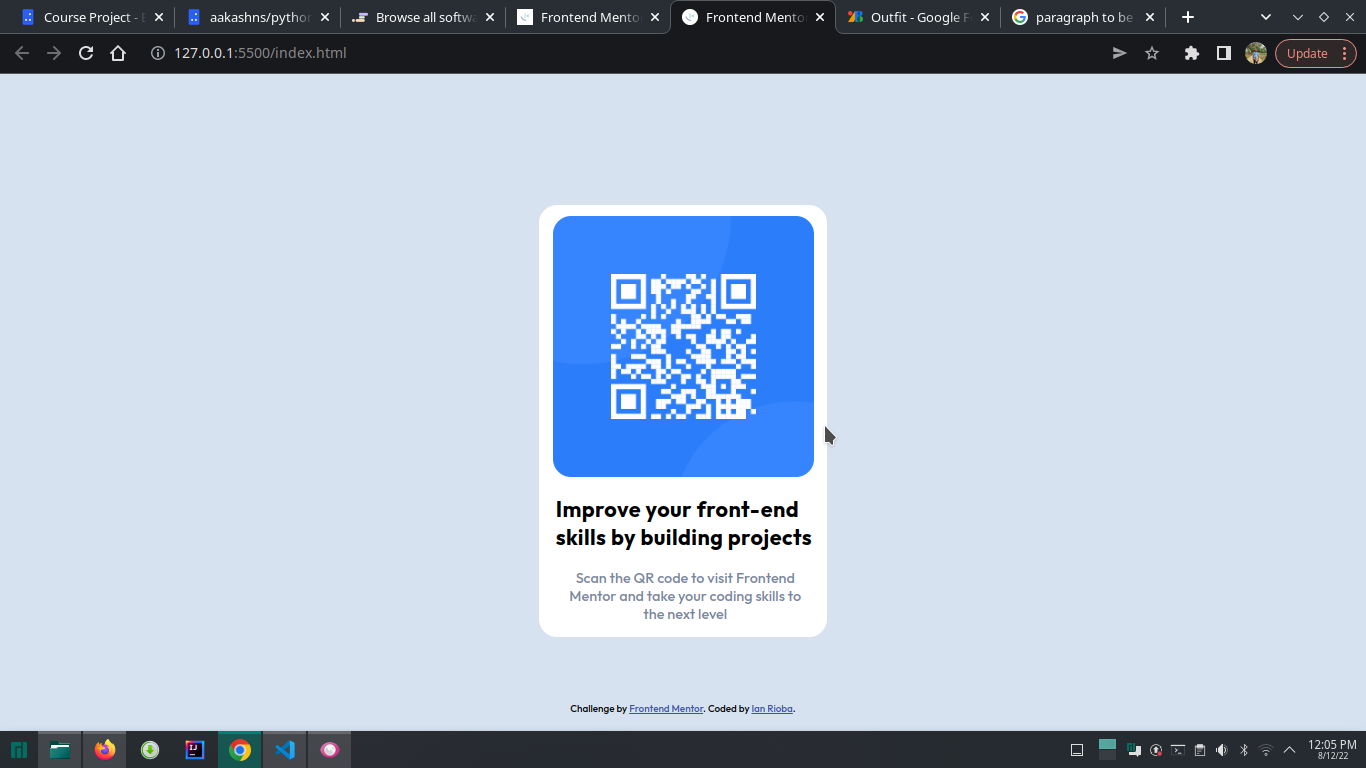 Course Project - E
aakashns/python
Browse all softwa
Frontend Mento
Frontend Mento
Outfit - Google F
paragraph to be
127.0.0.1:5500/index.html
Update
Improve your front-end
skills by building projects
Scan the QR code to visit Frontend
Mentor and take your coding skills to
the next level
Challenge by Frontend Mentor. Coded by Ian Rioba.
12:05 PM
8/12/22